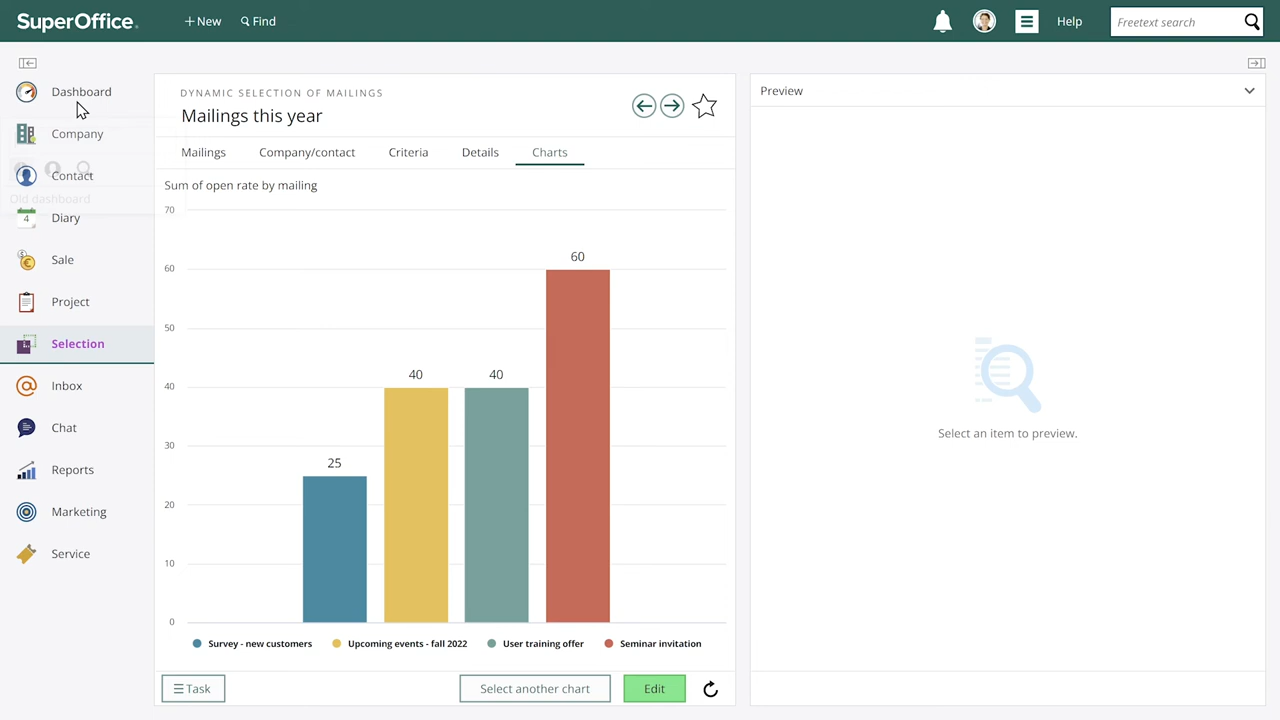 SuperOffice.
+ New
Find
Help
Freetext search
Dashboard
Company
Contact
Old dashboard
4
Diary
Sale
Project
Selection
Inbox
Chat
Reports
Marketing
Service
DYNAMIC SELECTION OF MAILINGS
Mailings this year
Mailings
Company/contact
Criteria
Details
Charts
Sum of open rate by mailing
70
60
50
40
30
20
10
0
25
40
40
60
Survey - new customers
Upcoming events - fall 2022
User training offer
Seminar invitation
Task
Select another chart
Edit
Preview
Select an item to preview.